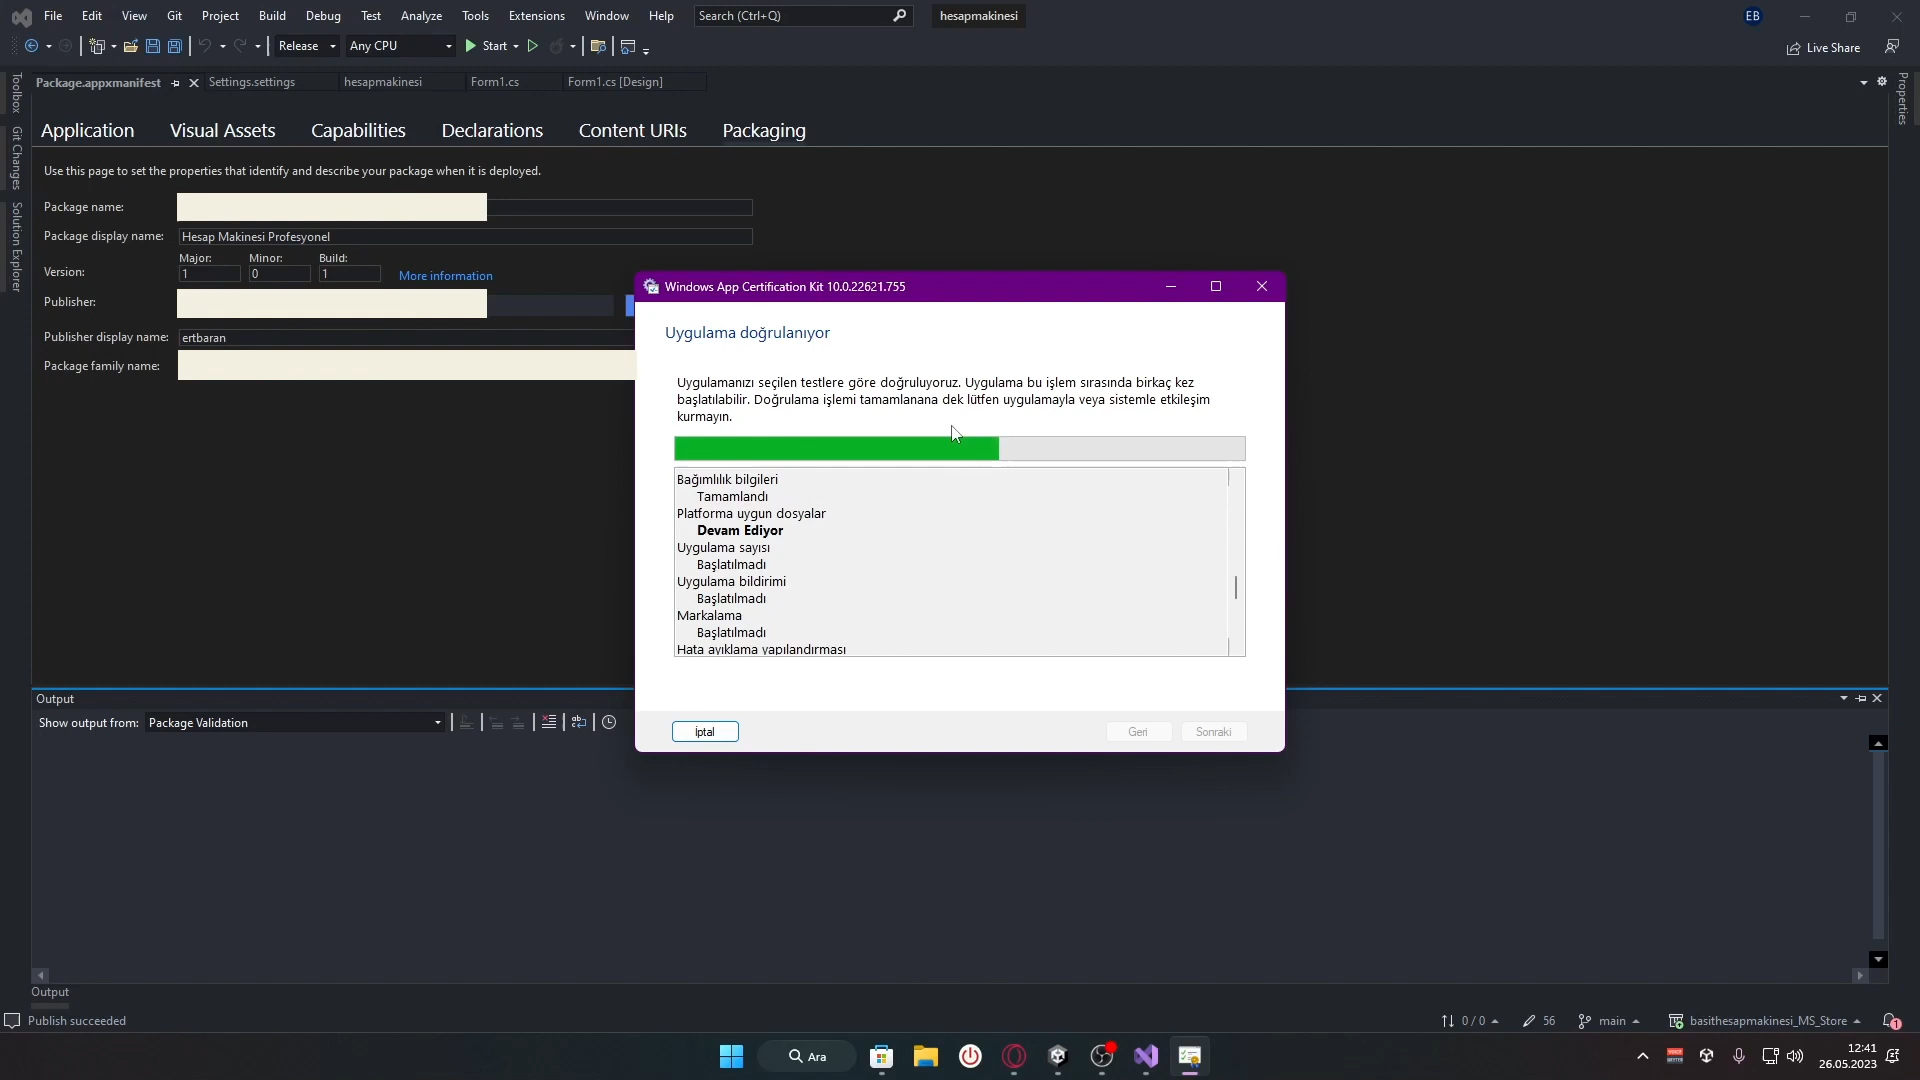 File Edit View Git Project Build Debug Test Analyze Tools Extensions Window Help Search (Ctrl+Q) hesapmakinesi EB
Release Any CPU Start Live Share
Package.appxmanifest Settings.settings hesapmakinesi Form1.cs Form1.cs [Design]
Toolbox
Git Changes
Solution Explorer
Properties
Application Visual Assets Capabilities Declarations Content URIs Packaging
Use this page to set the properties that identify and describe your package when it is deployed.
Package name:
Package display name: Hesap Makinesi Profesyonel
Major: Minor: Build:
Version: 1 0 1 More information
Publisher:
Publisher display name: ertbaran
Package family name:
Windows App Certification Kit 10.0.22621.755
Uygulama doğrulanıyor
Uygulamanızı seçilen testlere göre doğruluyoruz. Uygulama bu işlem sırasında birkaç kez
başlatılabilir. Doğrulama işlemi tamamlanana dek lütfen uygulamayla veya sistemle etkileşim
kurmayın.
Bağımlılık bilgileri
Tamamlandı
Platforma uygun dosyalar
Devam Ediyor
Uygulama sayısı
Başlatılmadı
Uygulama bildirimi
Başlatılmadı
Markalama
Başlatılmadı
Hata ayıklama yapılandırması
İptal Geri Sonraki
Output
Show output from: Package Validation
Output
Publish succeeded 0 / 0 56 main basithesapmakinesi_MS_Store 1
Ara 12:41
26.05.2023